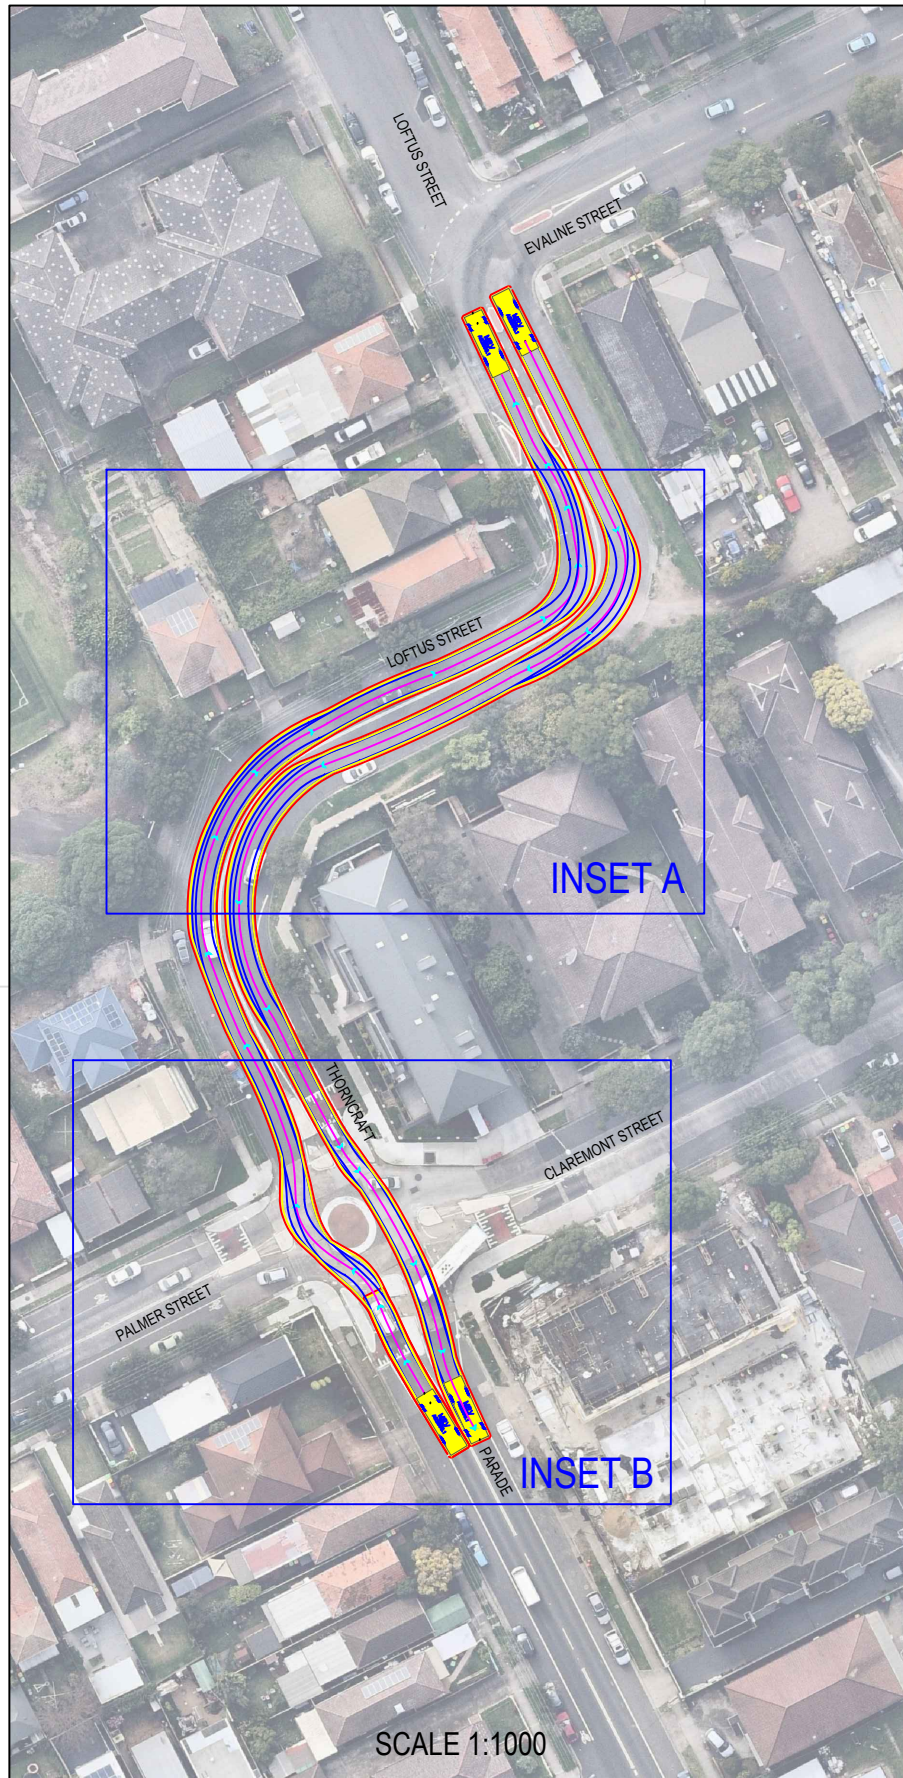 LOFTUS STREET
EVALINE STREET
LOFTUS STREET
INSET A
THORNCRAFT
CLAREMONT STREET
PALMER STREET
PARADE
INSET B
SCALE 1:1000